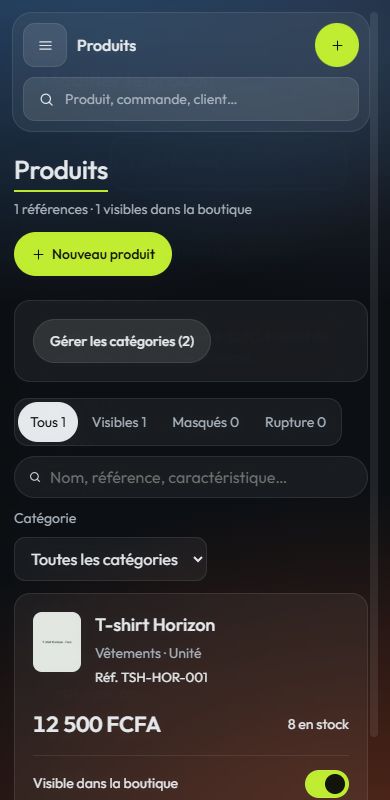 Produits
Produit, commande, client…
Produits
1 références · 1 visibles dans la boutique
Nouveau produit
Gérer les catégories (2)
Tous 1 Visibles 1 Masqués 0 Rupture 0
Nom, référence, caractéristique…
Catégorie
Toutes les catégories
T-shirt Horizon
Vêtements · Unité
Réf. TSH-HOR-001
12 500 FCFA 8 en stock
Visible dans la boutique